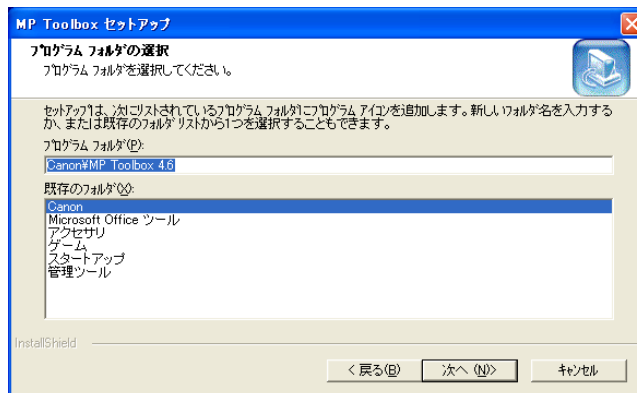 MP Toolbox セットアップ
プログラム フォルダの選択
プログラム フォルダを選択してください。
セットアップは、次にリストされているプログラム フォルダにプログラム アイコンを追加します。新しいフォルダ名を入力する
か、または既存のフォルダ リストから1つを選択することもできます。
プログラム フォルダ(P):
Canon¥MP Toolbox 4.6
既存のフォルダ(X):
Canon
Microsoft Office ツール
アクセサリ
ゲーム
スタートアップ
管理ツール
InstallShield
< 戻る(B) 次へ (N)> キャンセル